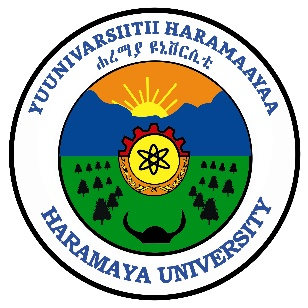 YUUNIVARSIITII HARAMAAYAA
ሐረማያ ዩኒቨርሲቲ
HARAMAYA UNIVERSITY